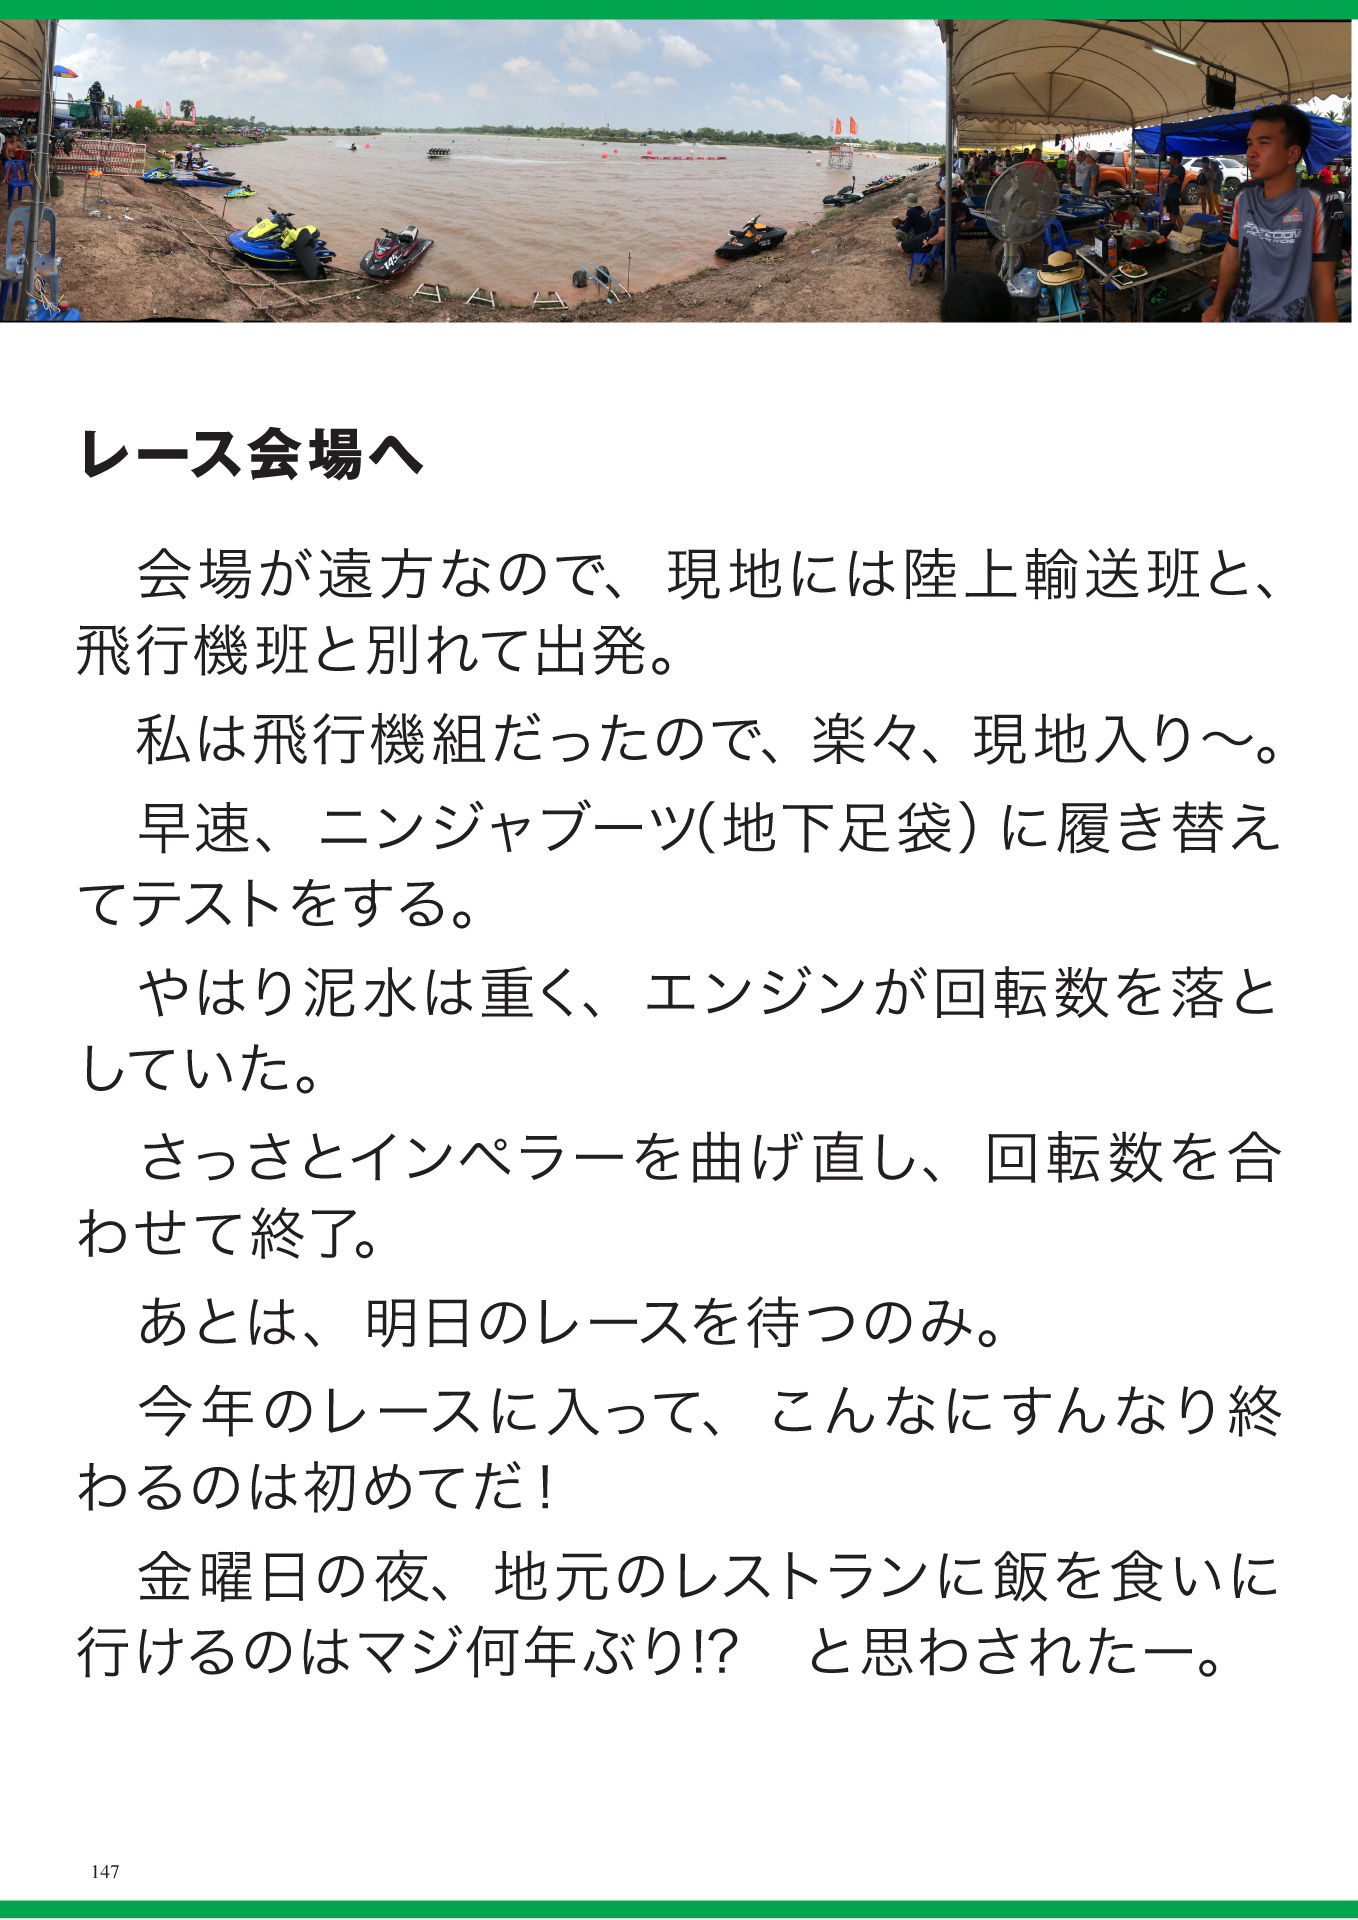 145
FREEDOM
レース会場へ
会場が遠方なので、現地には陸上輸送班と、
飛行機班と別れて出発。
私は飛行機組だったので、楽々、現地入り〜。
早速、ニンジャブーツ(地下足袋)に履き替え
てテストをする。
やはり泥水は重く、エンジンが回転数を落と
していた。
さっさとインペラーを曲げ直し、回転数を合
わせて終了。
あとは、明日のレースを待つのみ。
今年のレースに入って、こんなにすんなり終
わるのは初めてだ!
金曜日の夜、地元のレストランに飯を食いに
行けるのはマジ何年ぶり!? と思わされたー。
147